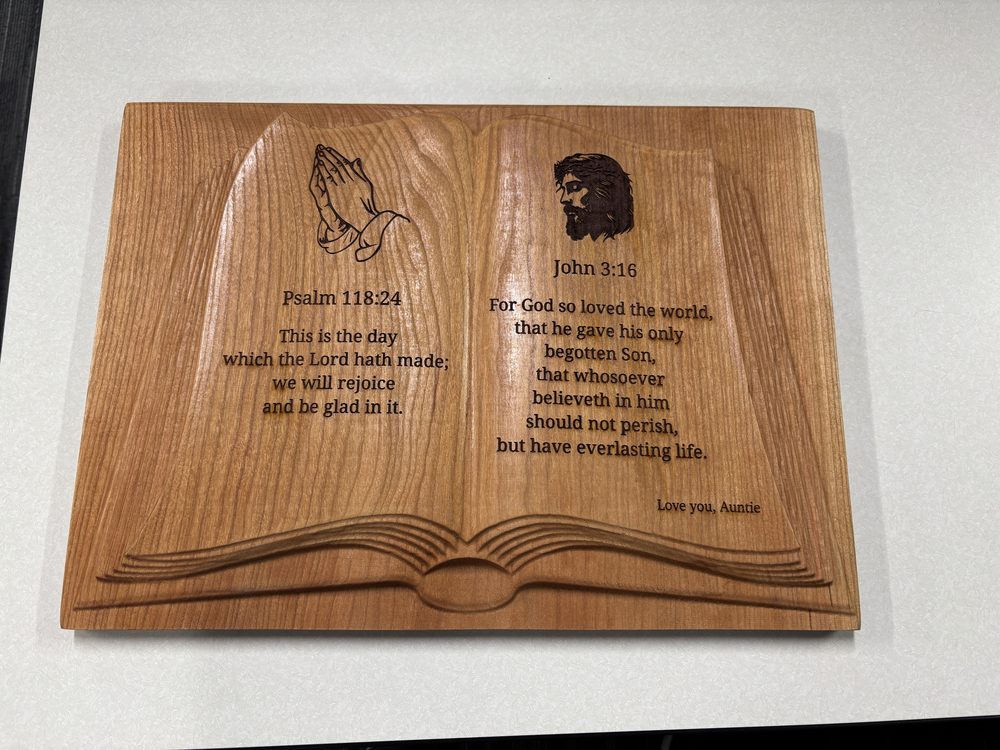 Psalm 118:24
This is the day
which the Lord hath made;
we will rejoice
and be glad in it.
John 3:16
For God so loved the world,
that he gave his only
begotten Son,
that whosoever
believeth in him
should not perish,
but have everlasting life.
Love you, Auntie